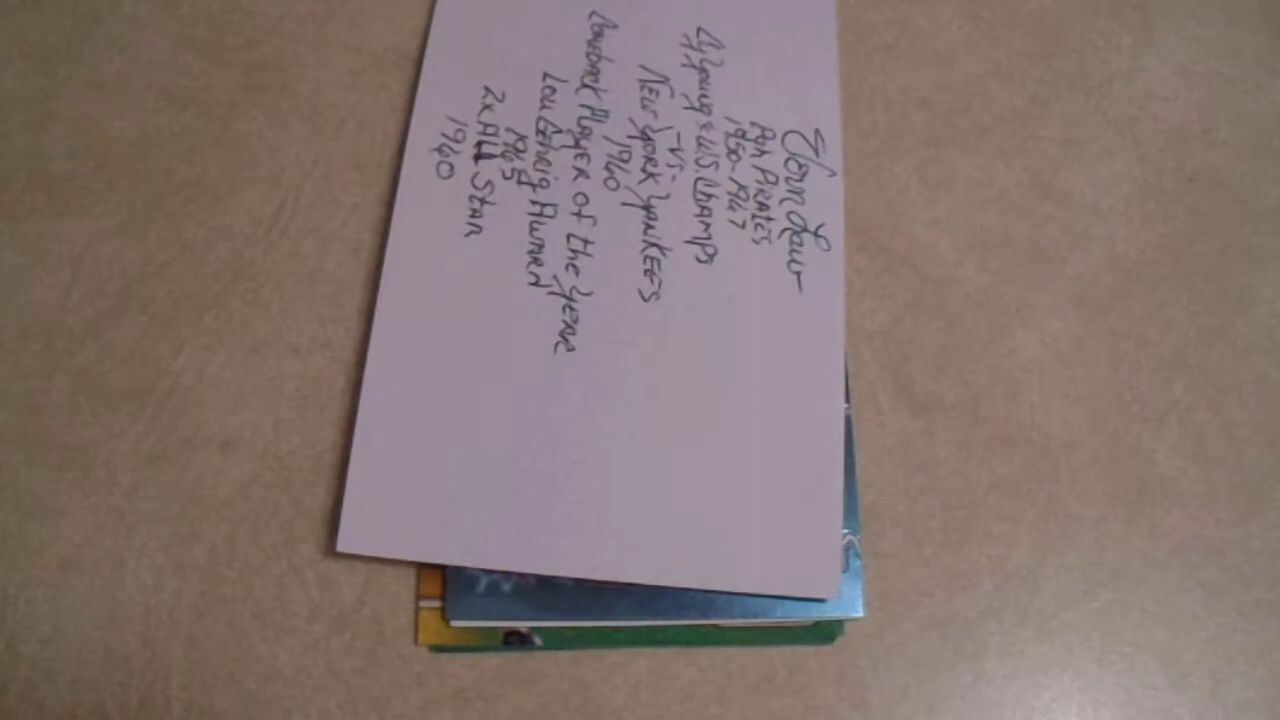 Vern Law
PGh PiRATES
1950-1967
Cy Young & W.S. ChAMPS
-VS-
NEW YORK YANKEES
1960
Comeback PlAyER of the YEAR
Lou GEhRig AWARD
1965
2x All STAR
1960